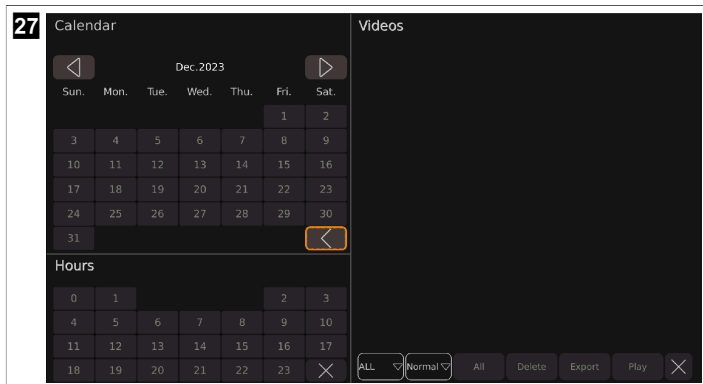 27
Calendar
Dec.2023
Sun. Mon. Tue. Wed. Thu. Fri. Sat.
1 2
3 4 5 6 7 8 9
10 11 12 13 14 15 16
17 18 19 20 21 22 23
24 25 26 27 28 29 30
31
Hours
0 1 2 3
4 5 6 7 8 9 10
11 12 13 14 15 16 17
18 19 20 21 22 23
Videos
ALL Normal All Delete Export Play